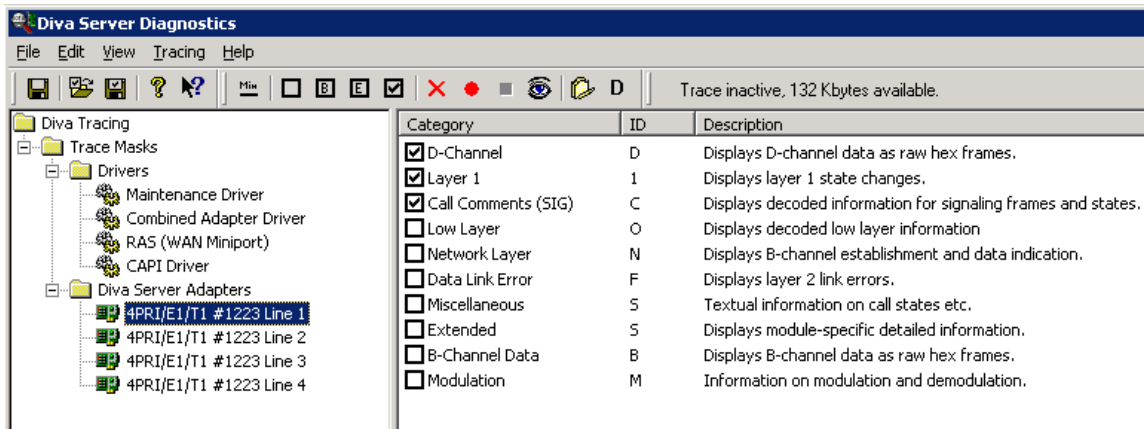 Diva Server Diagnostics
File Edit View Tracing Help
Min B E D Trace inactive, 132 Kbytes available.
Diva Tracing
Trace Masks
Drivers
Maintenance Driver
Combined Adapter Driver
RAS (WAN Miniport)
CAPI Driver
Diva Server Adapters
4PRI/E1/T1 #1223 Line 1
4PRI/E1/T1 #1223 Line 2
4PRI/E1/T1 #1223 Line 3
4PRI/E1/T1 #1223 Line 4
Category ID Description
D-Channel D Displays D-channel data as raw hex frames.
Layer 1 1 Displays layer 1 state changes.
Call Comments (SIG) C Displays decoded information for signaling frames and states.
Low Layer O Displays decoded low layer information
Network Layer N Displays B-channel establishment and data indication.
Data Link Error F Displays layer 2 link errors.
Miscellaneous S Textual information on call states etc.
Extended S Displays module-specific detailed information.
B-Channel Data B Displays B-channel data as raw hex frames.
Modulation M Information on modulation and demodulation.